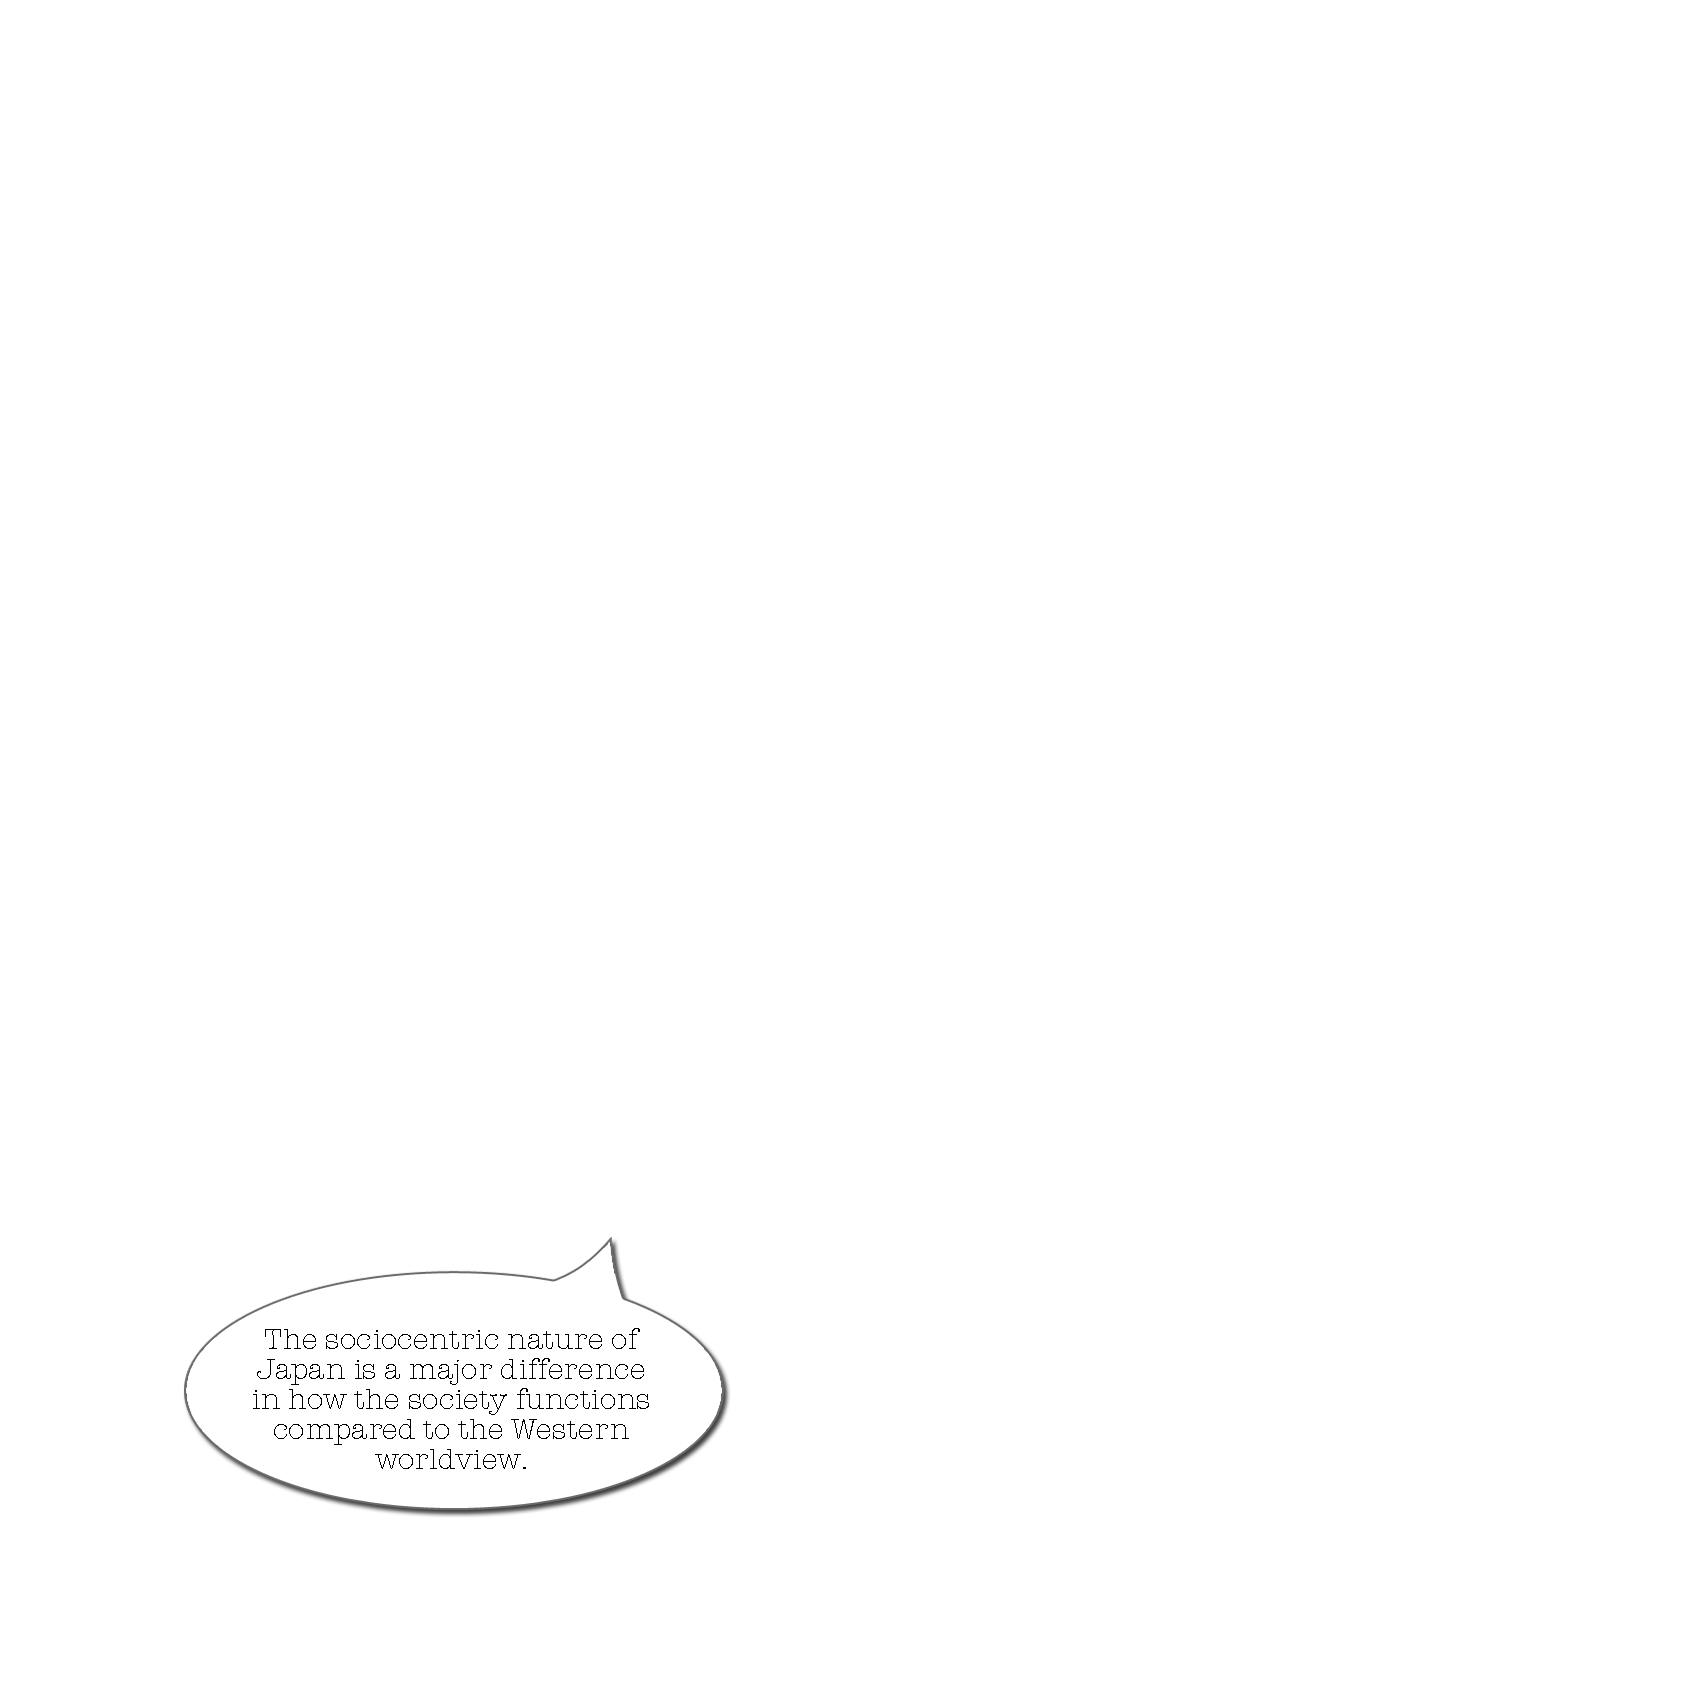 The sociocentric nature of
Japan is a major difference
in how the society functions
compared to the Western
worldview.